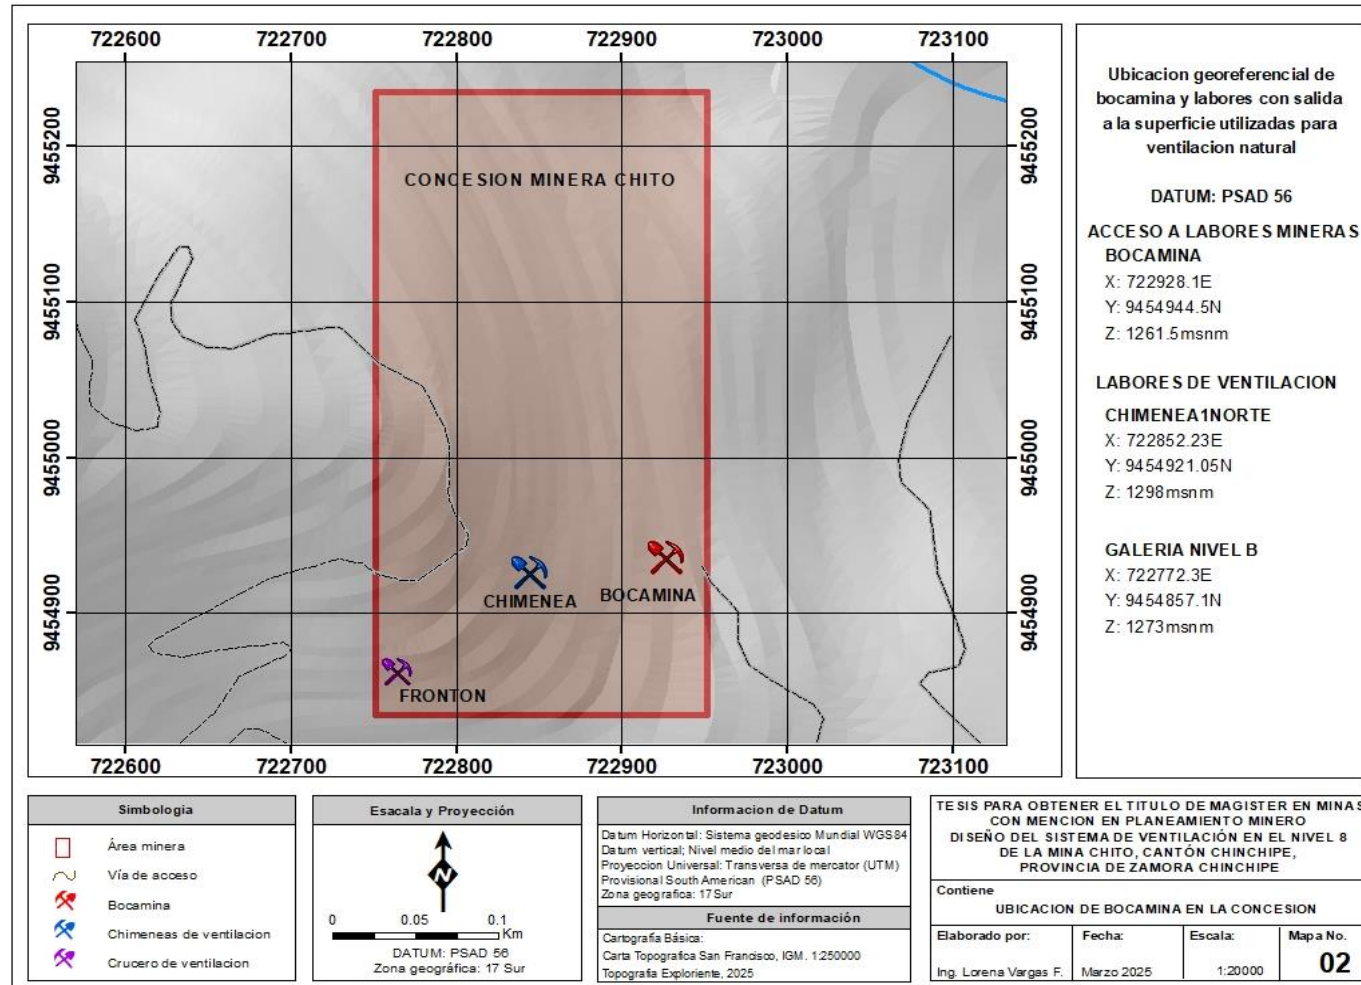 722600 722700 722800 722900 723000 723100
9455200
9455100
9455000
9454900
CONCESION MINERA CHITO
CHIMENEA
BOCAMINA
FRONTON
9455200
9455100
9455000
9454900
722600 722700 722800 722900 723000 723100
Ubicacion georeferencial de
bocamina y labores con salida
a la superficie utilizadas para
ventilacion natural
DATUM: PSAD 56
ACCESO A LABORES MINERAS
BOCAMINA
X: 722928.1E
Y: 9454944.5N
Z: 1261.5msnm
LABORES DE VENTILACION
CHIMENEA1NORTE
X: 722852.23E
Y: 9454921.05N
Z: 1298msnm
GALERIA NIVEL B
X: 722772.3E
Y: 9454857.1N
Z: 1273msnm
Simbologia
Área minera
Vía de acceso
Bocamina
Chimeneas de ventilacion
Crucero de ventilacion
Esacala y Proyección
N
0 0.05 0.1
Km
DATUM: PSAD 56
Zona geográfica: 17 Sur
Informacion de Datum
Datum Horizontal: Sistema geodesico Mundial WGS84
Datum vertical; Nivel medio del mar local
Proyeccion Universal: Transversa de mercator (UTM)
Provisional South American (PSAD 56)
Zona geografica: 17Sur
Fuente de información
Cartografía Básica:
Carta Topografica San Francisco, IGM. 1:250000
Topografia Exploriente, 2025
TESIS PARA OBTENER EL TITULO DE MAGISTER EN MINAS
CON MENCION EN PLANEAMIENTO MINERO
DISEÑO DEL SISTEMA DE VENTILACIÓN EN EL NIVEL 8
DE LA MINA CHITO, CANTÓN CHINCHIPE,
PROVINCIA DE ZAMORA CHINCHIPE
Contiene
UBICACION DE BOCAMINA EN LA CONCESION
Elaborado por: Fecha: Escala: Mapa No.
Ing. Lorena Vargas F. Marzo 2025 1:20000 02